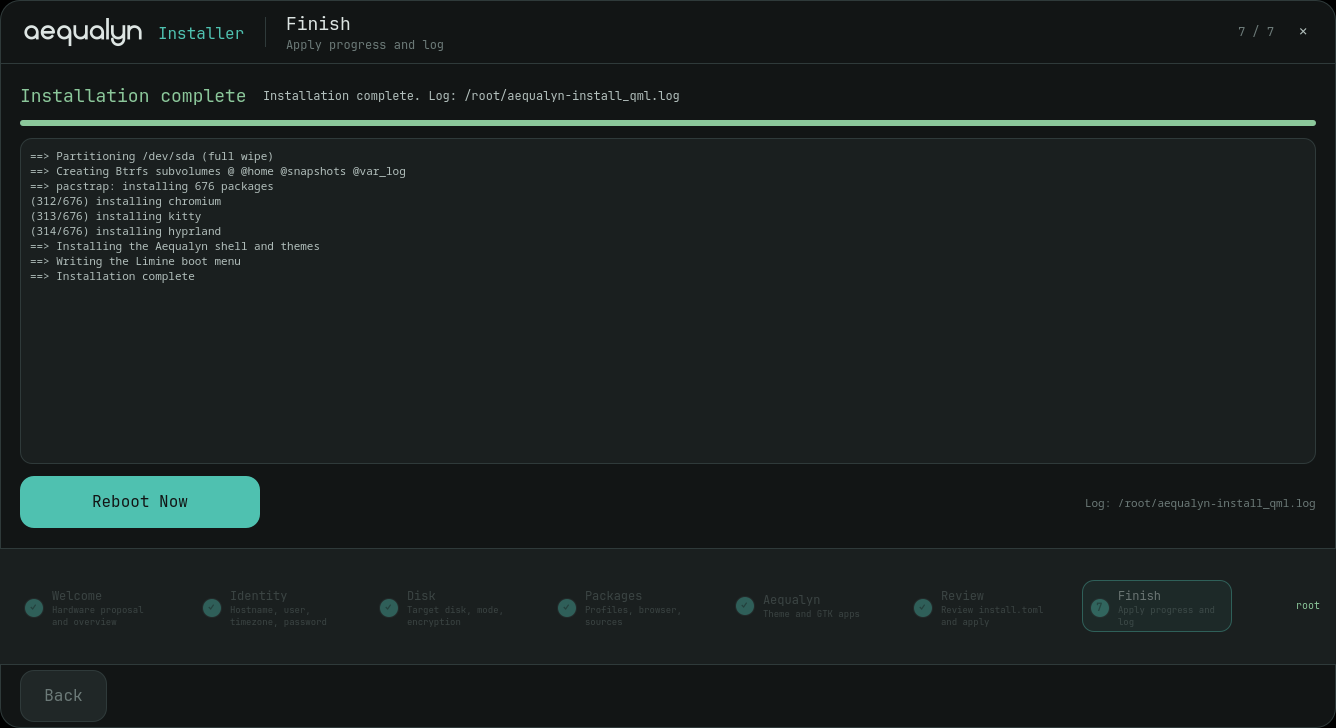 aequalyn Installer
Finish
Apply progress and log
7 / 7 ×
Installation complete
Installation complete. Log: /root/aequalyn-install_qml.log
==> Partitioning /dev/sda (full wipe)
==> Creating Btrfs subvolumes @ @home @snapshots @var_log
==> pacstrap: installing 676 packages
(312/676) installing chromium
(313/676) installing kitty
(314/676) installing hyprland
==> Installing the Aequalyn shell and themes
==> Writing the Limine boot menu
==> Installation complete
Reboot Now
Log: /root/aequalyn-install_qml.log
✓ Welcome
Hardware proposal
and overview
✓ Identity
Hostname, user,
timezone, password
✓ Disk
Target disk, mode,
encryption
✓ Packages
Profiles, browser,
sources
✓ Aequalyn
Theme and GTK apps
✓ Review
Review install.toml
and apply
7 Finish
Apply progress and
log
root
Back